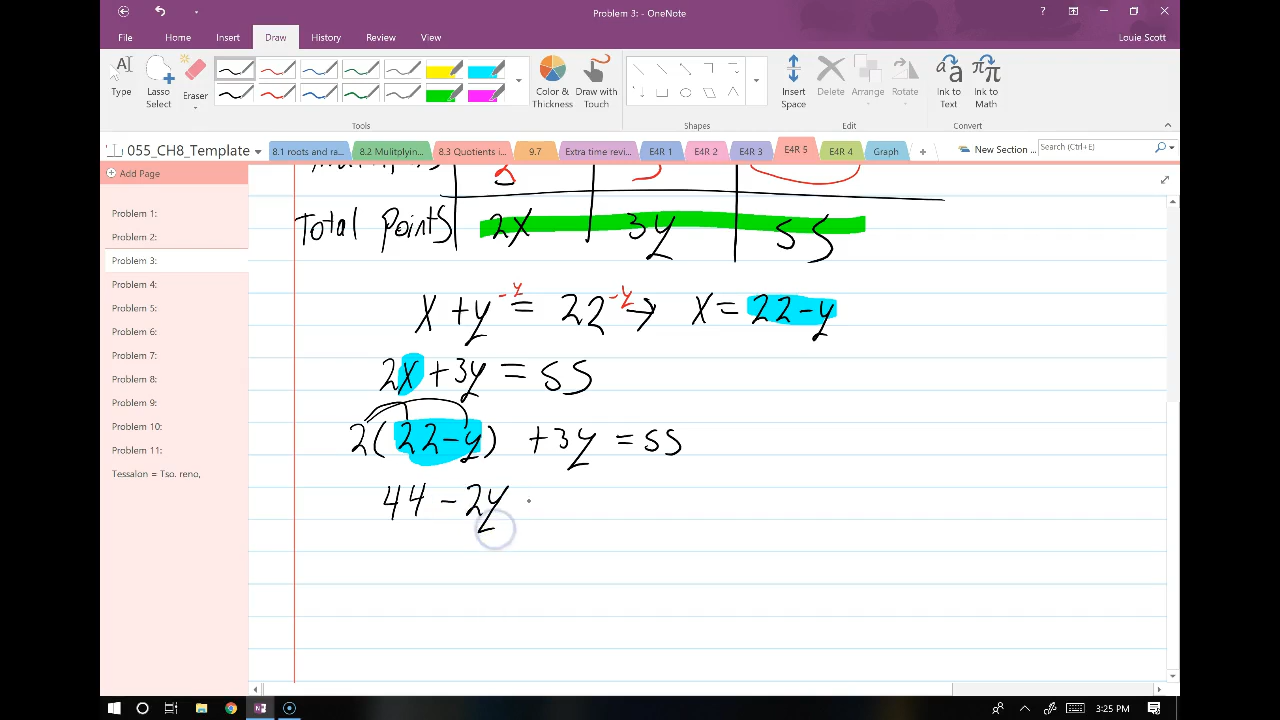 Problem 3: - OneNote
Louie Scott
File Home Insert Draw History Review View
Type Lasso Select Eraser Color & Thickness Draw with Touch Insert Space Delete Arrange Rotate Ink to Text Ink to Math
Tools Shapes Edit Convert
055_CH8_Template 8.1 roots and ra... 8.2 Mulitolpying... 8.3 Quotients i... 9.7 Extra time revi... E4R 1 E4R 2 E4R 3 E4R 5 E4R 4 Graph + New Section... Search (Ctrl+E)
Add Page
Problem 1:
Problem 2:
Problem 3:
Problem 4:
Problem 5:
Problem 6:
Problem 7:
Problem 8:
Problem 9:
Problem 10:
Problem 11:
Tessalon = Tso. reno,
Total Points 2x 3y 55
x + y -y = 22 -y → x = 22-y
2x + 3y = 55
2(22-y) + 3y = 55
44 - 2y
3:25 PM